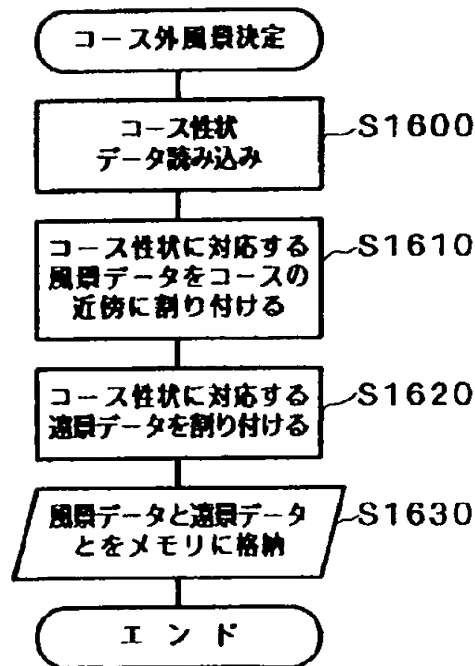 コース外風景決定
コース性状
データ読み込み
S1600
コース性状に対応する
風景データをコースの
近傍に割り付ける
S1610
コース性状に対応する
遠景データを割り付ける
S1620
風景データと遠景データ
とをメモリに格納
S1630
エンド